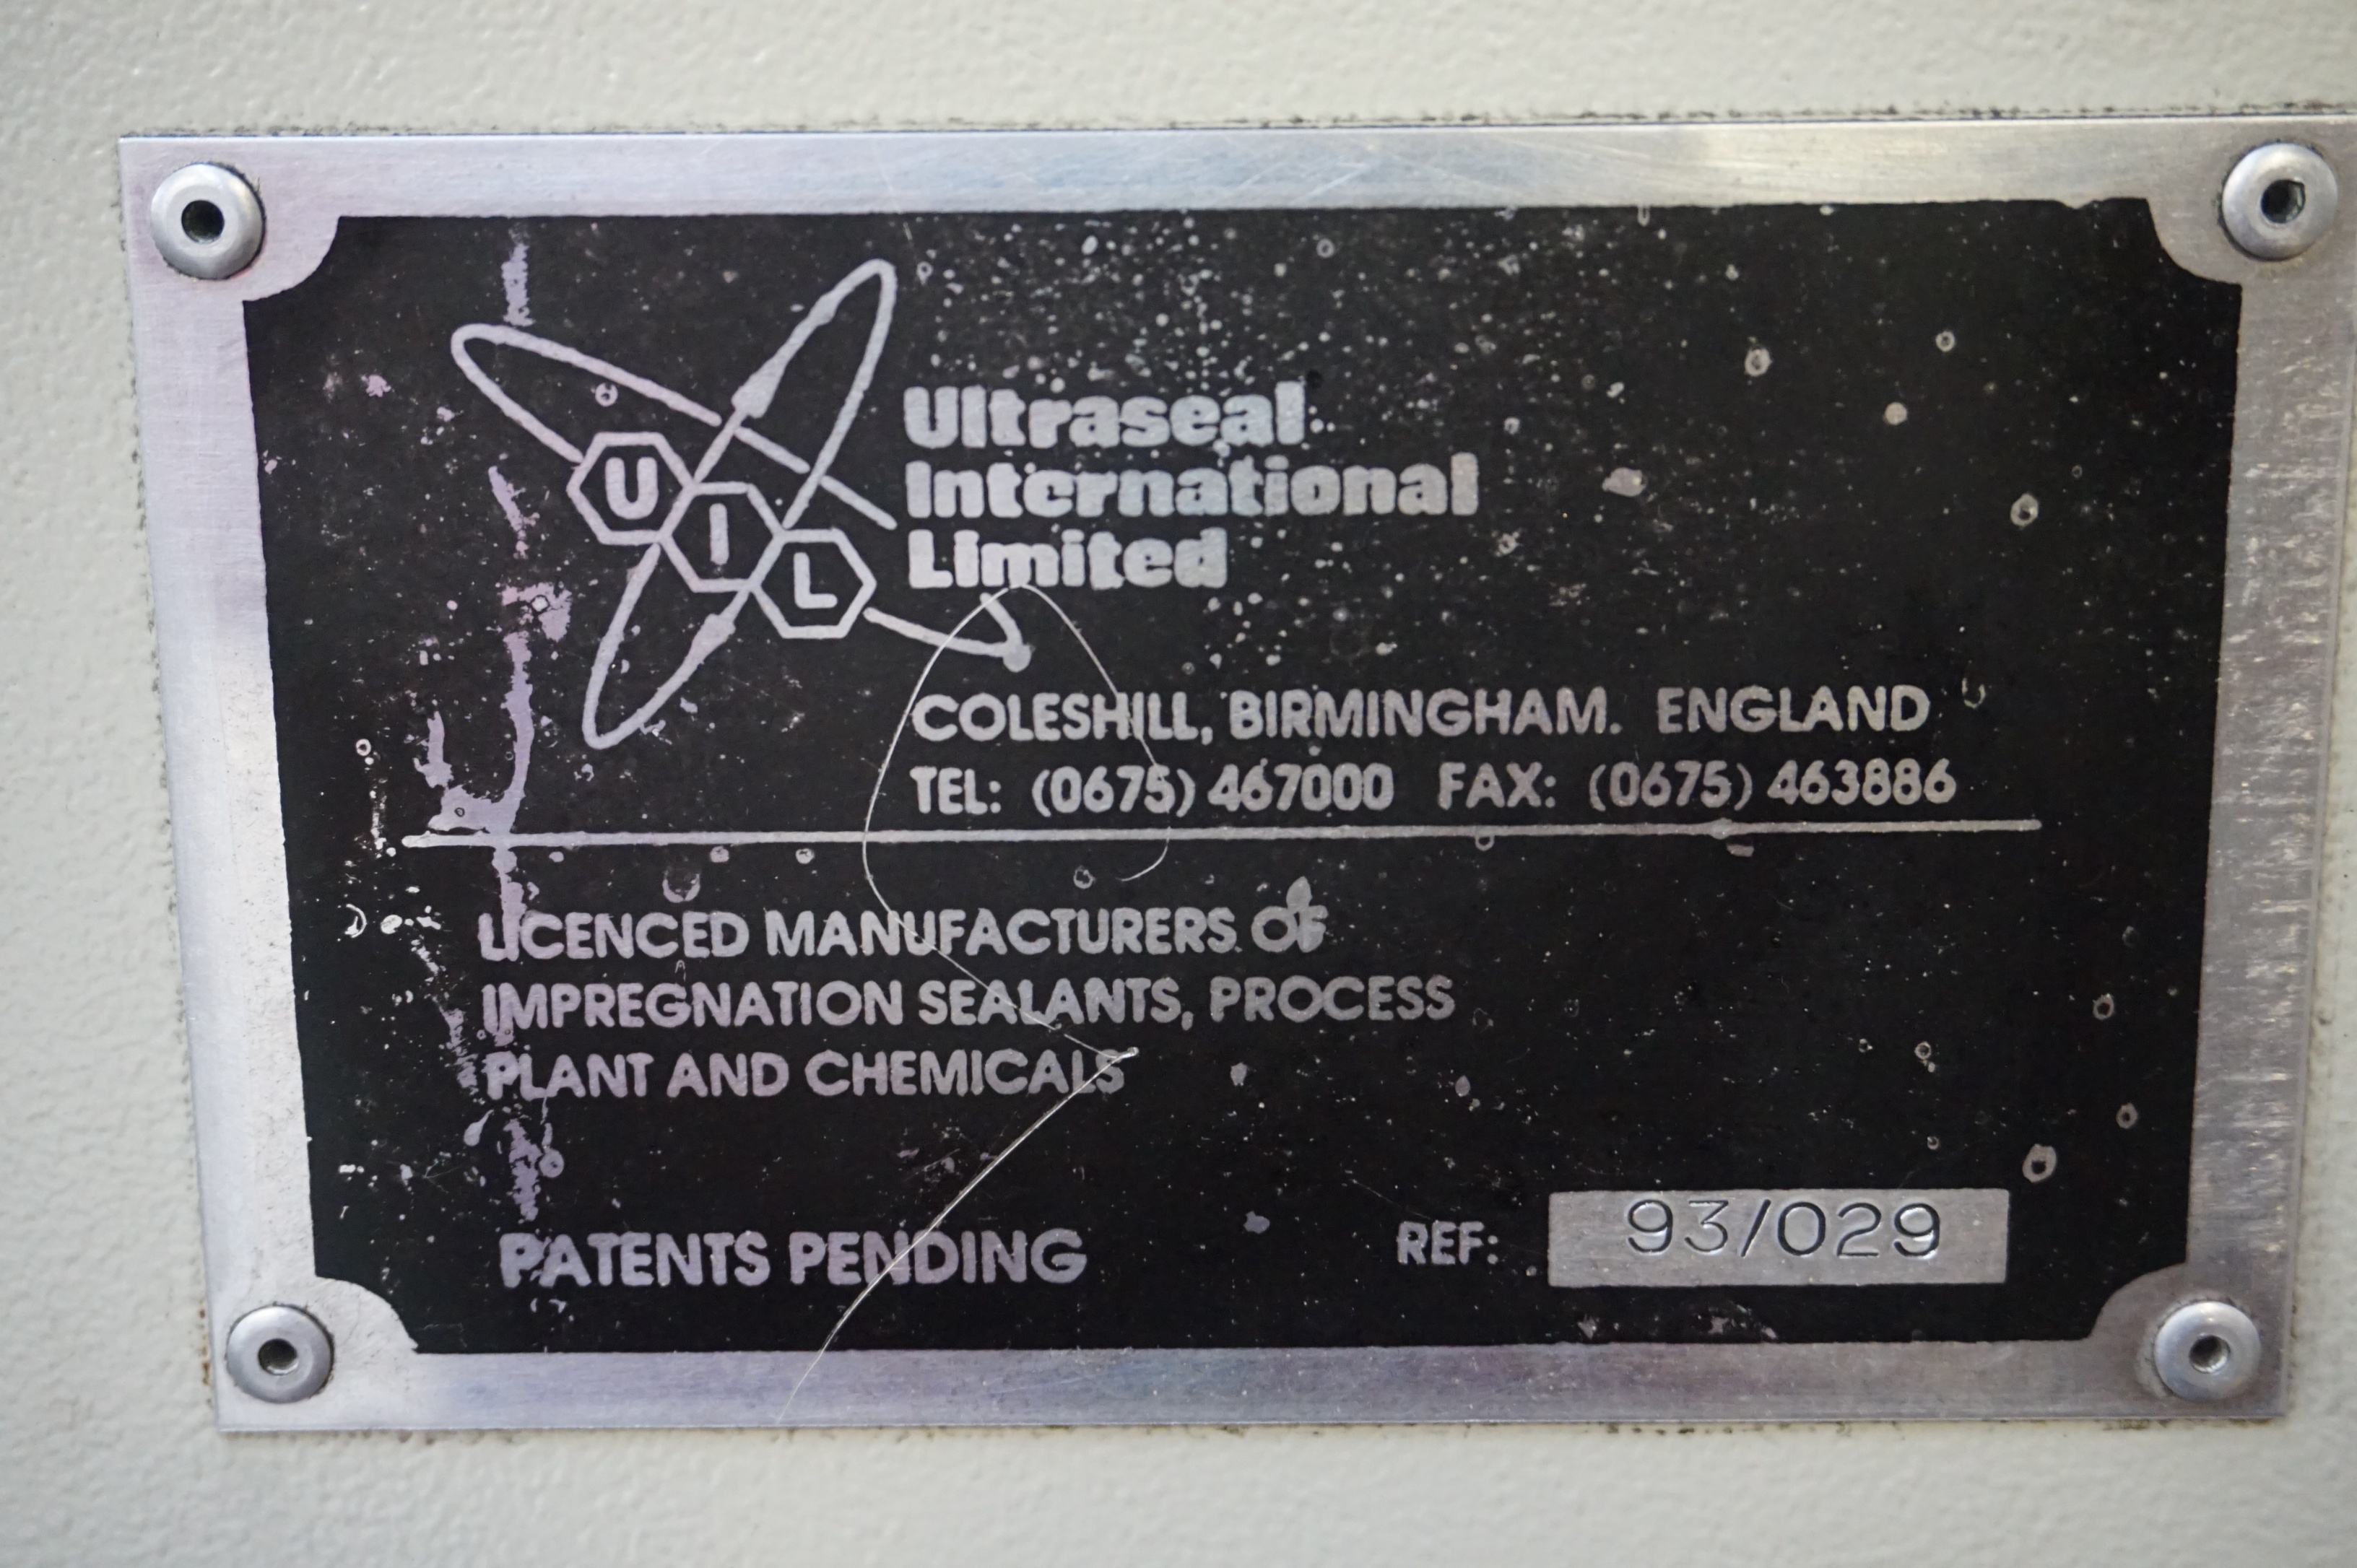 UIL
Ultraseal
International
Limited
COLESHILL, BIRMINGHAM. ENGLAND
TEL: (0675) 467000 FAX: (0675) 463886
LICENCED MANUFACTURERS OF
IMPREGNATION SEALANTS, PROCESS
PLANT AND CHEMICALS
PATENTS PENDING REF: 93/029